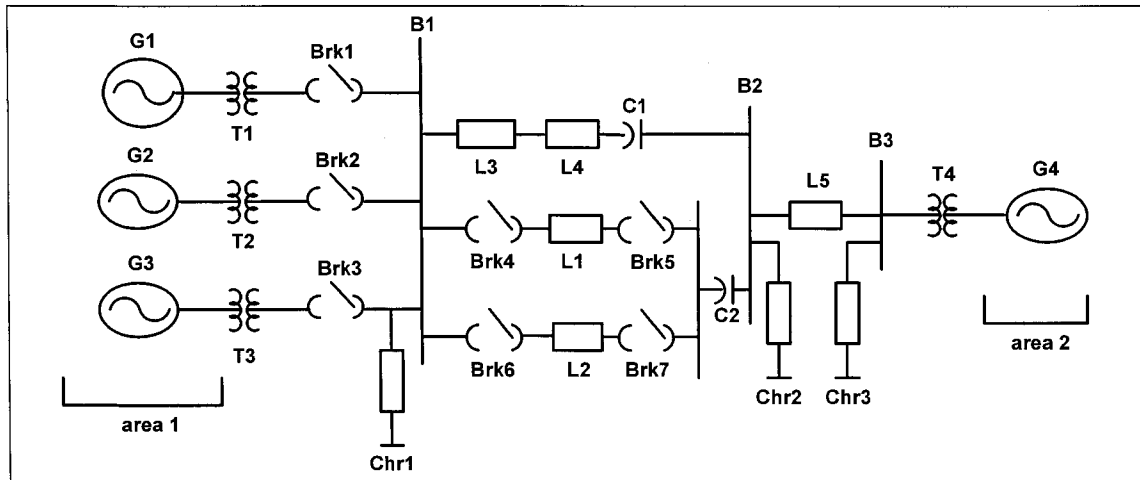 B1
G1
Brk1
T1
B2
C1
L3
L4
G2
Brk2
T2
B3
T4
G4
L5
Brk4
L1
Brk5
G3
Brk3
T3
C2
Brk6
L2
Brk7
area 1
area 2
Chr1
Chr2
Chr3